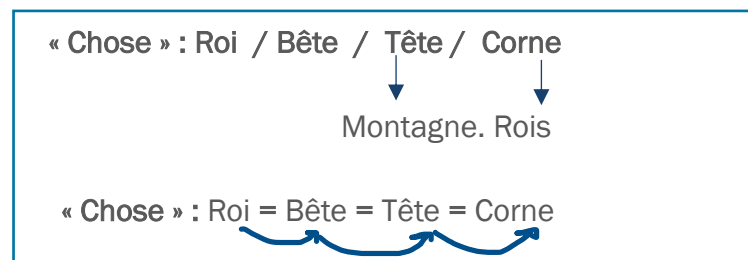 « Chose » : Roi / Bête / Tête / Corne
Montagne. Rois
« Chose » : Roi = Bête = Tête = Corne